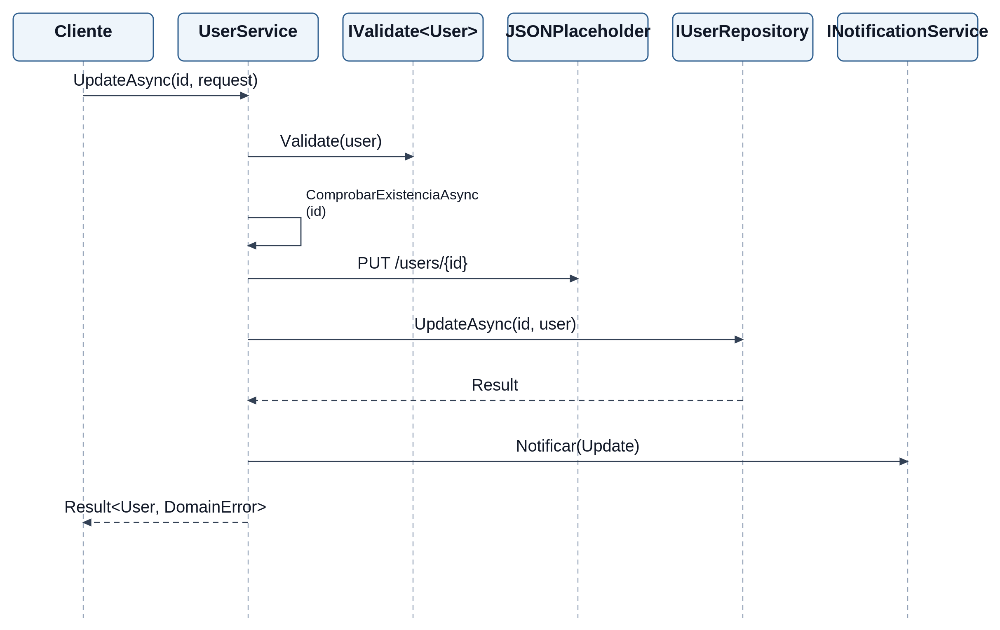 Cliente
UserService
IValidate<User>
JSONPlaceholder
IUserRepository
INotificationService
UpdateAsync(id, request)
Validate(user)
ComprobarExistenciaAsync
(id)
PUT /users/{id}
UpdateAsync(id, user)
Result
Notificar(Update)
Result<User, DomainError>